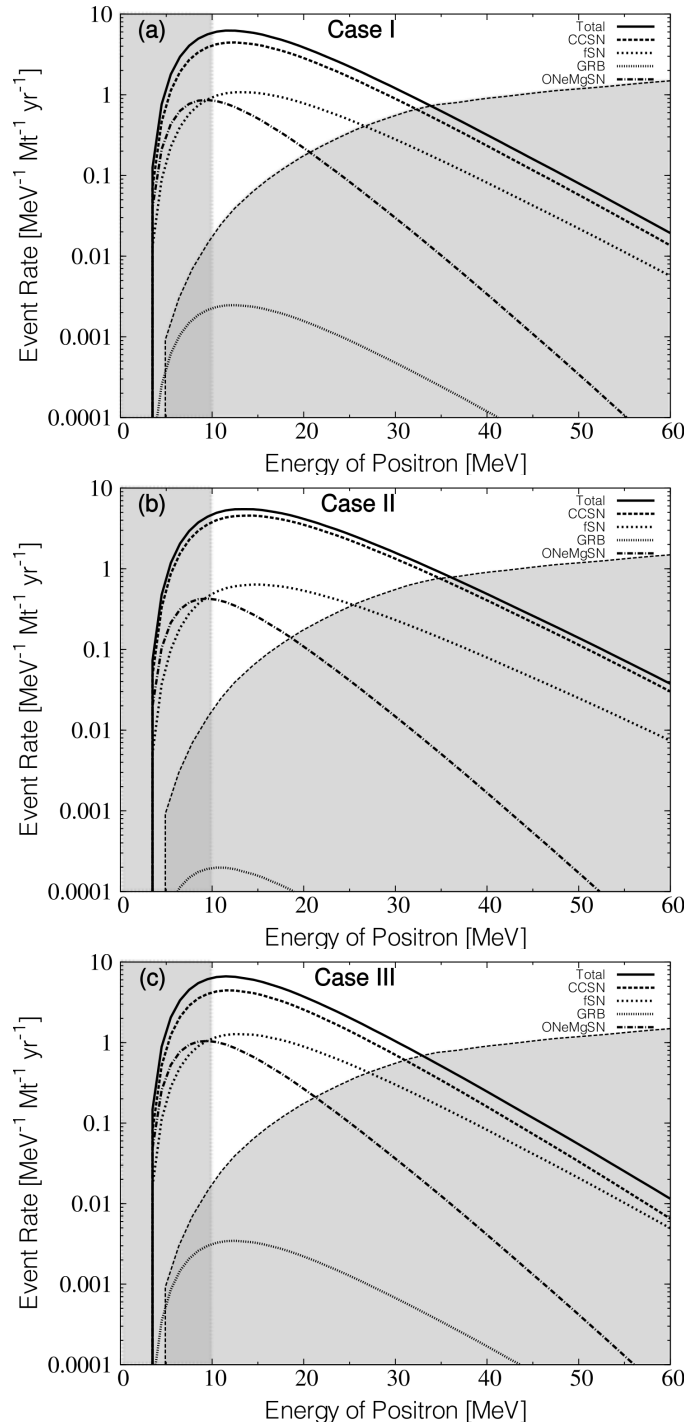 (a)
Case I
Total
CCSN
fSN
GRB
ONeMgSN
10
1
0.1
0.01
0.001
0.0001
Event Rate [MeV⁻¹ Mt⁻¹ yr⁻¹]
0 10 20 30 40 50 60
Energy of Positron [MeV]
(b)
Case II
Total
CCSN
fSN
GRB
ONeMgSN
10
1
0.1
0.01
0.001
0.0001
Event Rate [MeV⁻¹ Mt⁻¹ yr⁻¹]
0 10 20 30 40 50 60
Energy of Positron [MeV]
(c)
Case III
Total
CCSN
fSN
GRB
ONeMgSN
10
1
0.1
0.01
0.001
0.0001
Event Rate [MeV⁻¹ Mt⁻¹ yr⁻¹]
0 10 20 30 40 50 60
Energy of Positron [MeV]